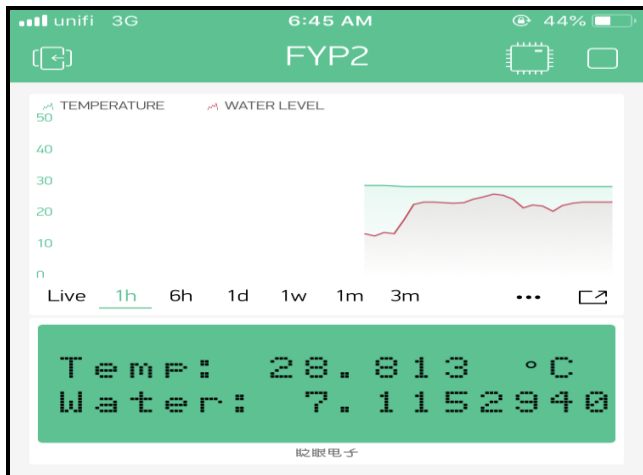 unifi 3G 6:45 AM 44%
FYP2
TEMPERATURE WATER LEVEL
50
40
30
20
10
0
Live 1h 6h 1d 1w 1m 3m ...
Temp: 28.813 °C
Water: 7.1152940
眨眼电子